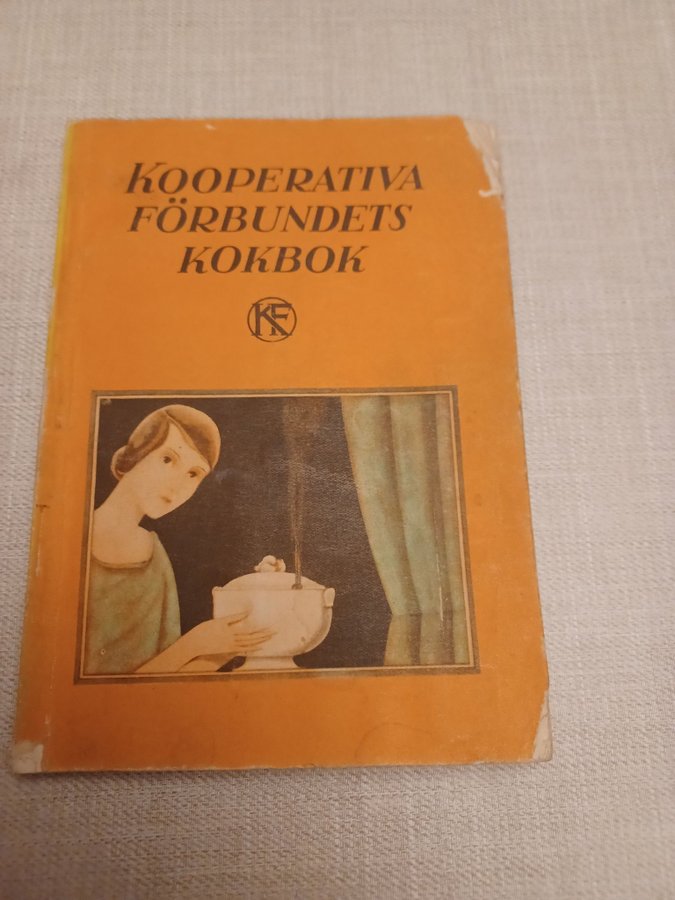 KOOPERATIVA
FÖRBUNDETS
KOKBOK
KF